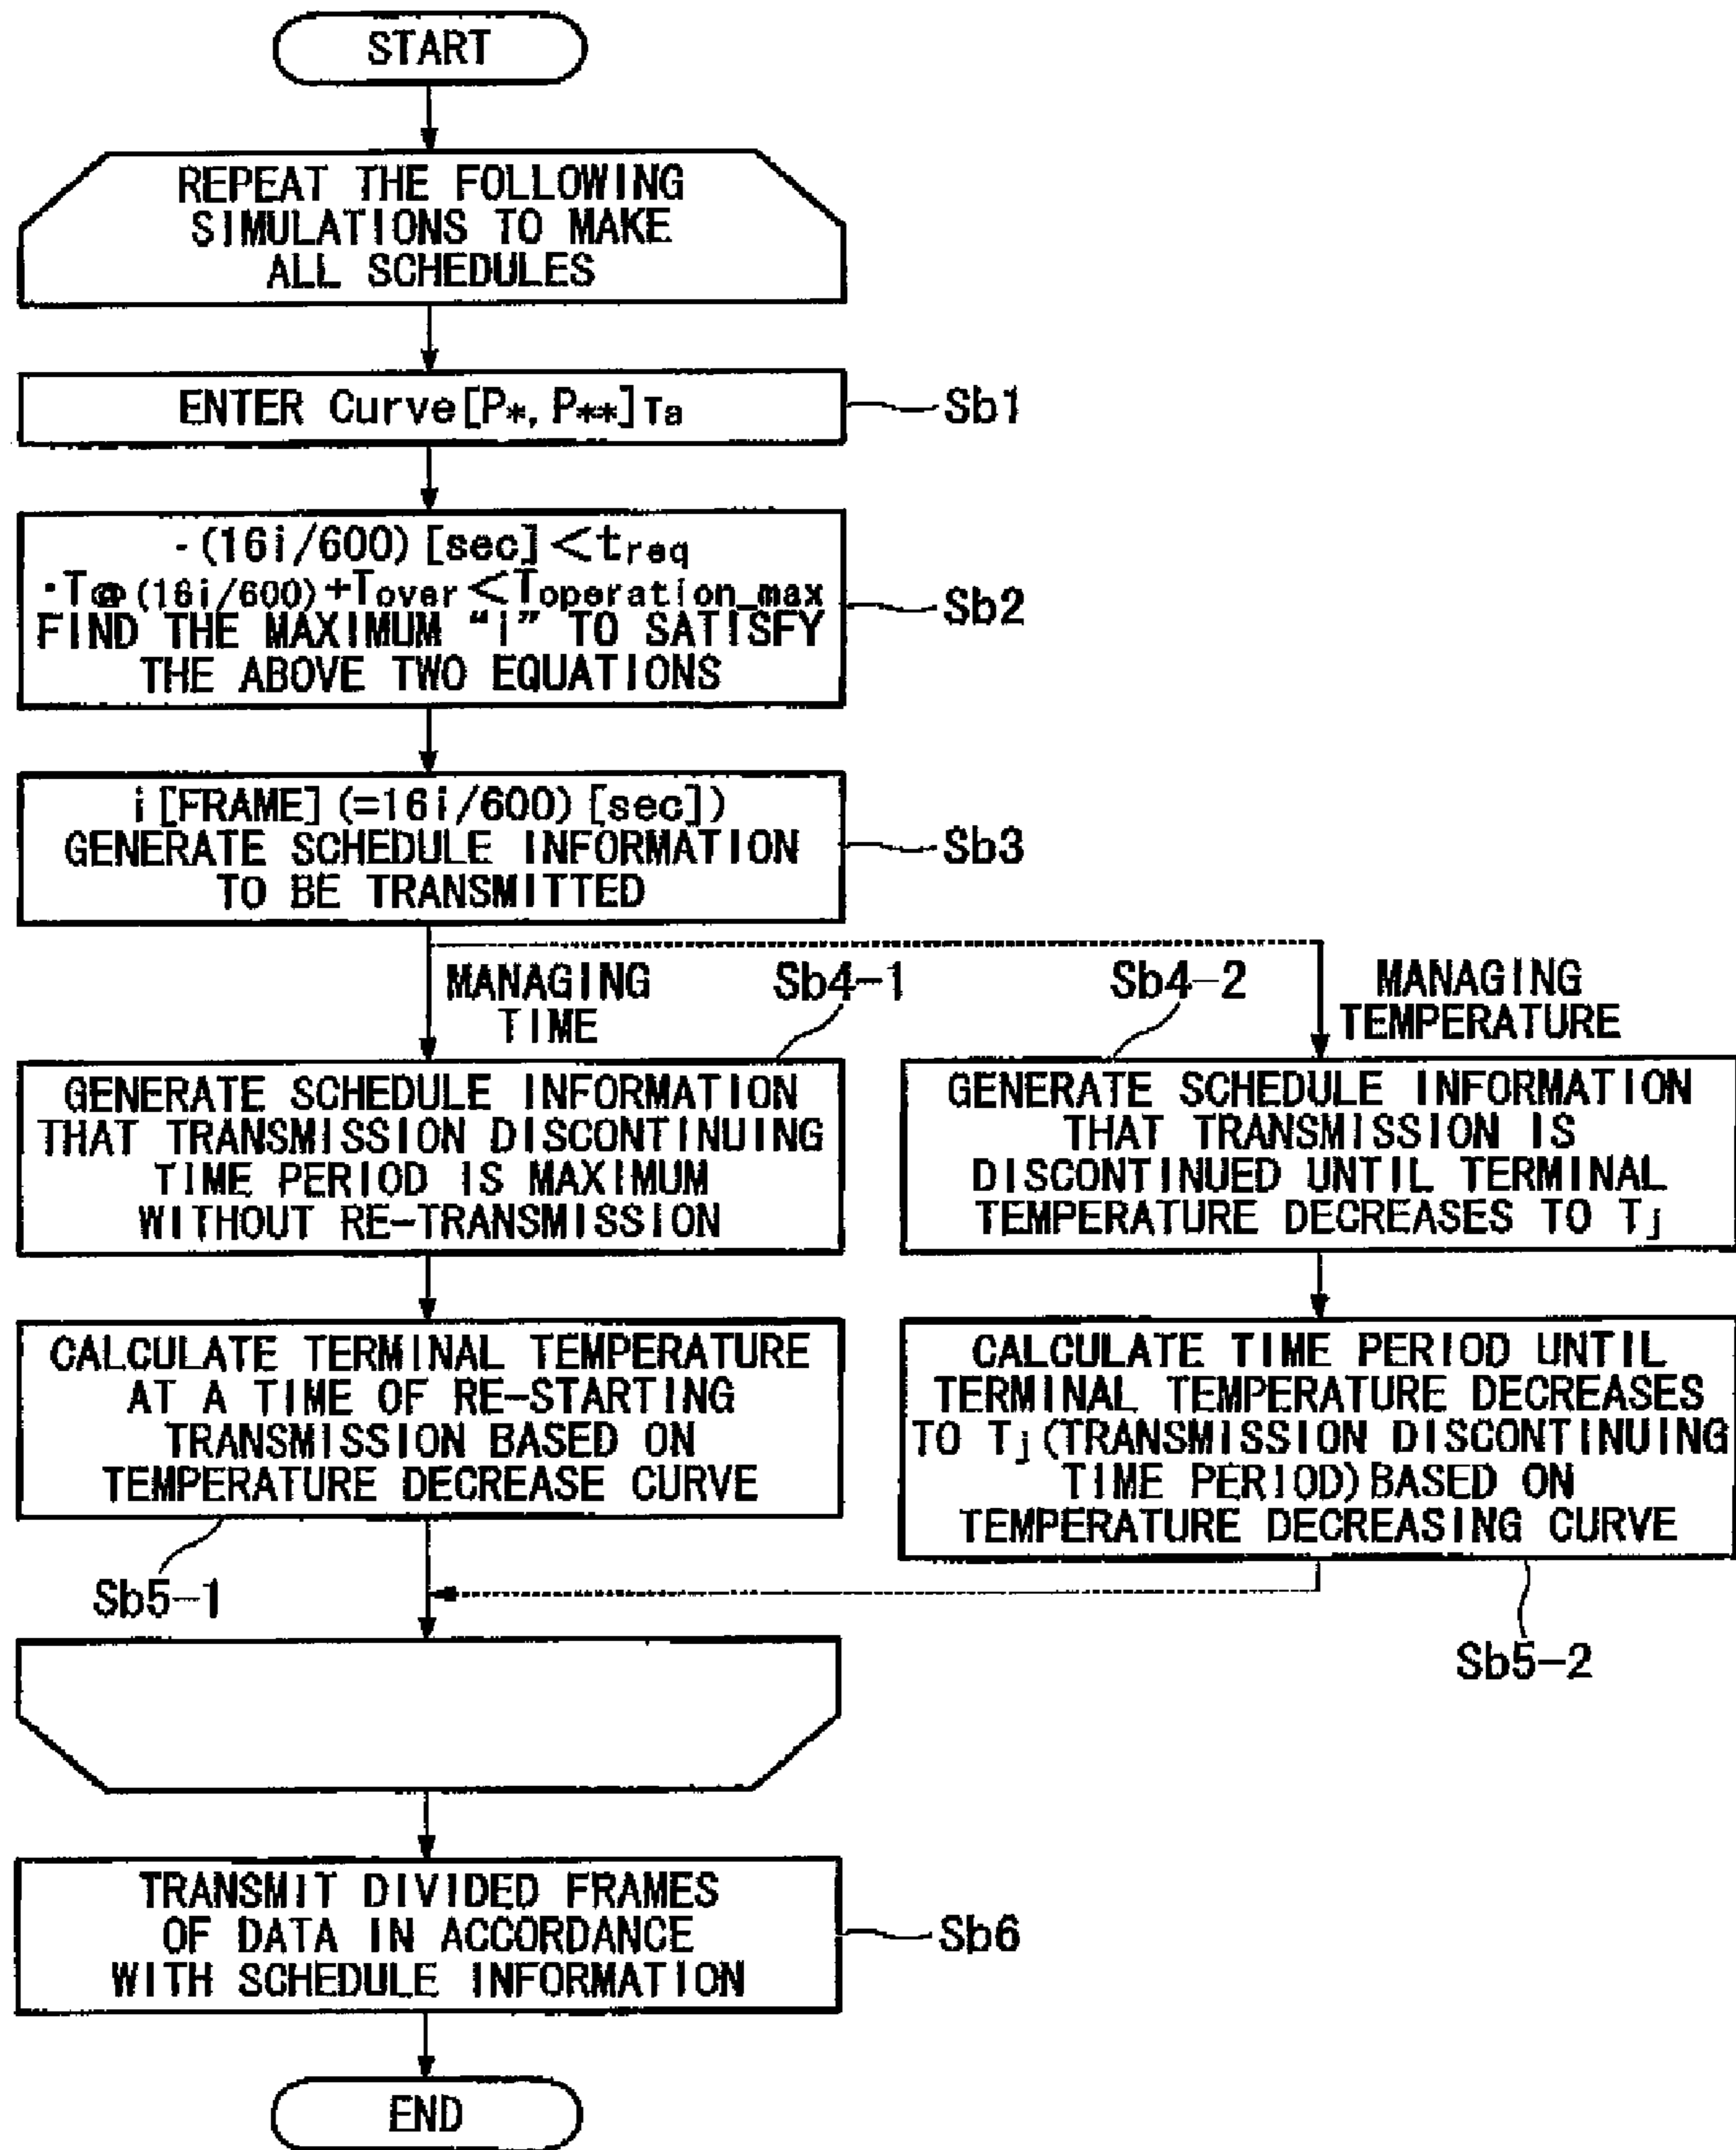 START
REPEAT THE FOLLOWING
SIMULATIONS TO MAKE
ALL SCHEDULES
ENTER Curve[P*,P**]Ta
Sb1
·(16i/600)[sec]<treq
·T@(16i/600)+Tover<Toperation_max
FIND THE MAXIMUM "i" TO SATISFY
THE ABOVE TWO EQUATIONS
Sb2
i[FRAME](=16i/600)[sec])
GENERATE SCHEDULE INFORMATION
TO BE TRANSMITTED
Sb3
MANAGING
TIME
Sb4-1
Sb4-2
MANAGING
TEMPERATURE
GENERATE SCHEDULE INFORMATION
THAT TRANSMISSION DISCONTINUING
TIME PERIOD IS MAXIMUM
WITHOUT RE-TRANSMISSION
GENERATE SCHEDULE INFORMATION
THAT TRANSMISSION IS
DISCONTINUED UNTIL TERMINAL
TEMPERATURE DECREASES TO Tj
CALCULATE TERMINAL TEMPERATURE
AT A TIME OF RE-STARTING
TRANSMISSION BASED ON
TEMPERATURE DECREASE CURVE
Sb5-1
CALCULATE TIME PERIOD UNTIL
TERMINAL TEMPERATURE DECREASES
TO Tj(TRANSMISSION DISCONTINUING
TIME PERIOD)BASED ON
TEMPERATURE DECREASING CURVE
Sb5-2
TRANSMIT DIVIDED FRAMES
OF DATA IN ACCORDANCE
WITH SCHEDULE INFORMATION
Sb6
END